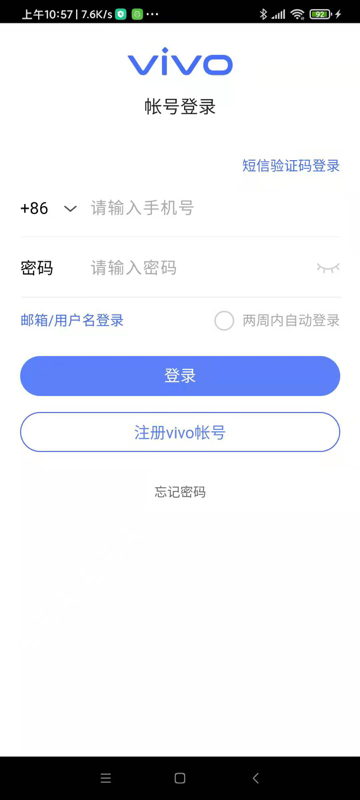 上午10:57 | 7.6K/s ···
92
vivo
帐号登录
短信验证码登录
+86 请输入手机号
密码 请输入密码
邮箱/用户名登录 两周内自动登录
登录
注册vivo帐号
忘记密码